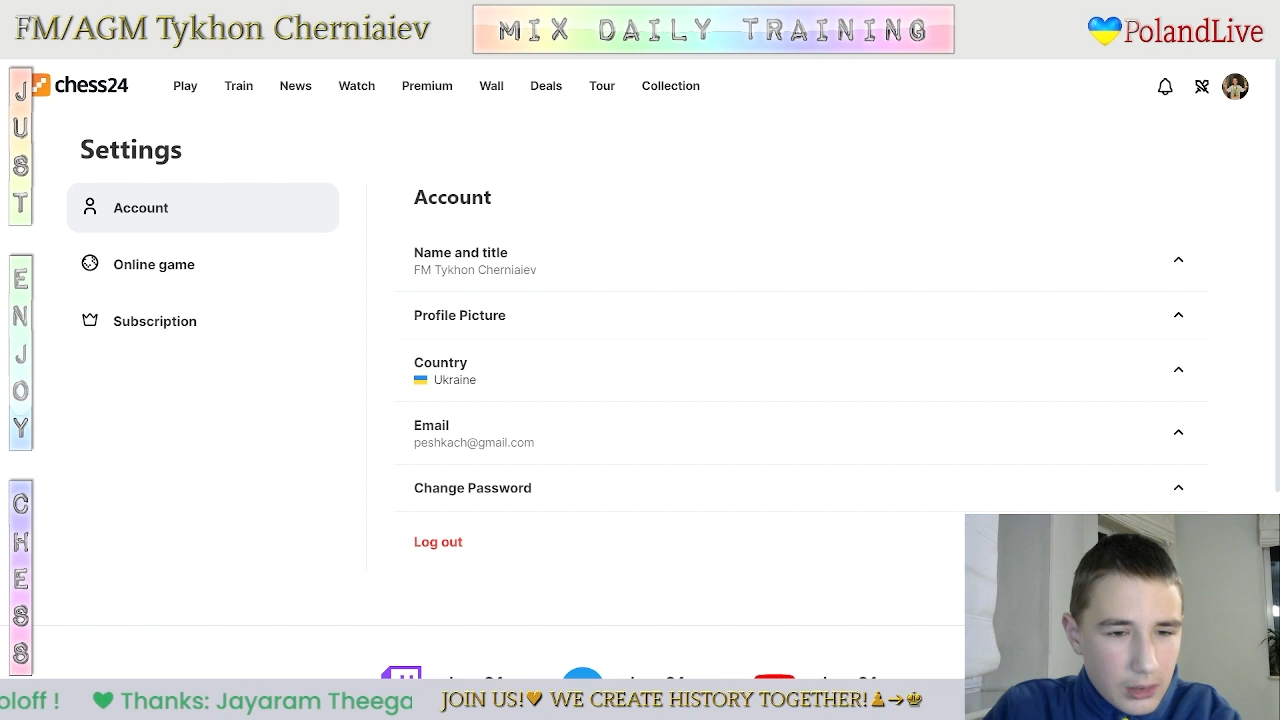 FM/AGM Tykhon Cherniaiev
MIX DAILY TRAINING
PolandLive
JUST
ENJOY
CHESS
chess24
Play
Train
News
Watch
Premium
Wall
Deals
Tour
Collection
Settings
Account
Online game
Subscription
Account
Name and title
FM Tykhon Cherniaiev
Profile Picture
Country
Ukraine
Email
peshkach@gmail.com
Change Password
Log out
oloff ! 💚 Thanks: Jayaram Theega
JOIN US!♥ WE CREATE HISTORY TOGETHER!♟→♚